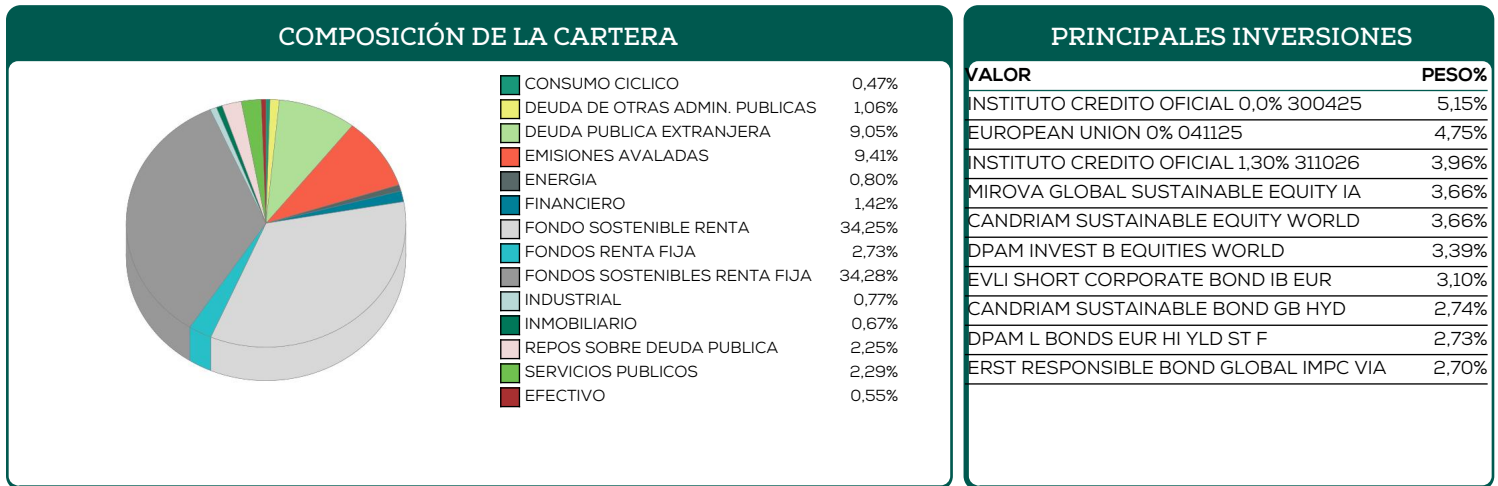 COMPOSICIÓN DE LA CARTERA
CONSUMO CICLICO 0,47%
DEUDA DE OTRAS ADMIN. PUBLICAS 1,06%
DEUDA PUBLICA EXTRANJERA 9,05%
EMISIONES AVALADAS 9,41%
ENERGIA 0,80%
FINANCIERO 1,42%
FONDO SOSTENIBLE RENTA 34,25%
FONDOS RENTA FIJA 2,73%
FONDOS SOSTENIBLES RENTA FIJA 34,28%
INDUSTRIAL 0,77%
INMOBILIARIO 0,67%
REPOS SOBRE DEUDA PUBLICA 2,25%
SERVICIOS PUBLICOS 2,29%
EFECTIVO 0,55%
PRINCIPALES INVERSIONES
VALOR PESO%
INSTITUTO CREDITO OFICIAL 0,0% 300425 5,15%
EUROPEAN UNION 0% 041125 4,75%
INSTITUTO CREDITO OFICIAL 1,30% 311026 3,96%
MIROVA GLOBAL SUSTAINABLE EQUITY IA 3,66%
CANDRIAM SUSTAINABLE EQUITY WORLD 3,66%
DPAM INVEST B EQUITIES WORLD 3,39%
EVLI SHORT CORPORATE BOND IB EUR 3,10%
CANDRIAM SUSTAINABLE BOND GB HYD 2,74%
DPAM L BONDS EUR HI YLD ST F 2,73%
ERST RESPONSIBLE BOND GLOBAL IMPC VIA 2,70%